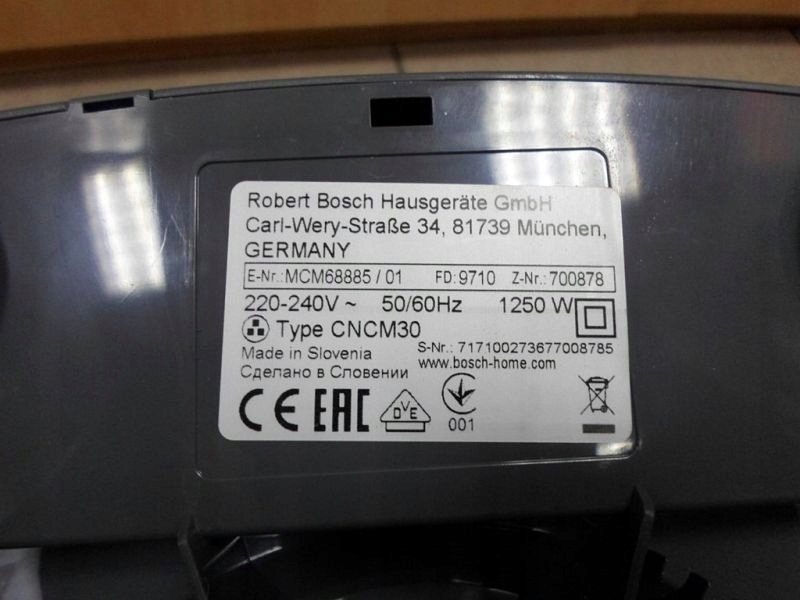 Robert Bosch Hausgeräte GmbH
Carl-Wery-Straße 34, 81739 München,
GERMANY
E-Nr.: MCM68885 / 01 FD: 9710 Z-Nr.: 700878
220-240V ~ 50/60Hz 1250 W
Type CNCM30
Made in Slovenia
S-Nr.: 717100273677008785
Сделано в Словении
www.bosch-home.com
CE EAC DVE
001